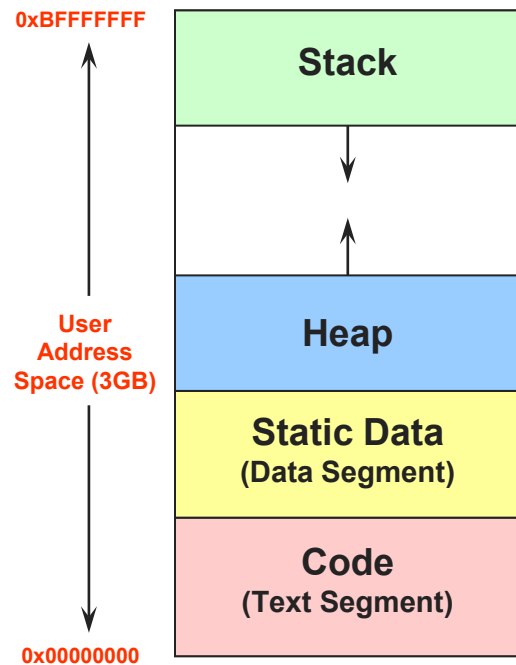 0xBFFFFFFF
Stack
Heap
User
Address
Space (3GB)
Static Data
(Data Segment)
Code
(Text Segment)
0x00000000